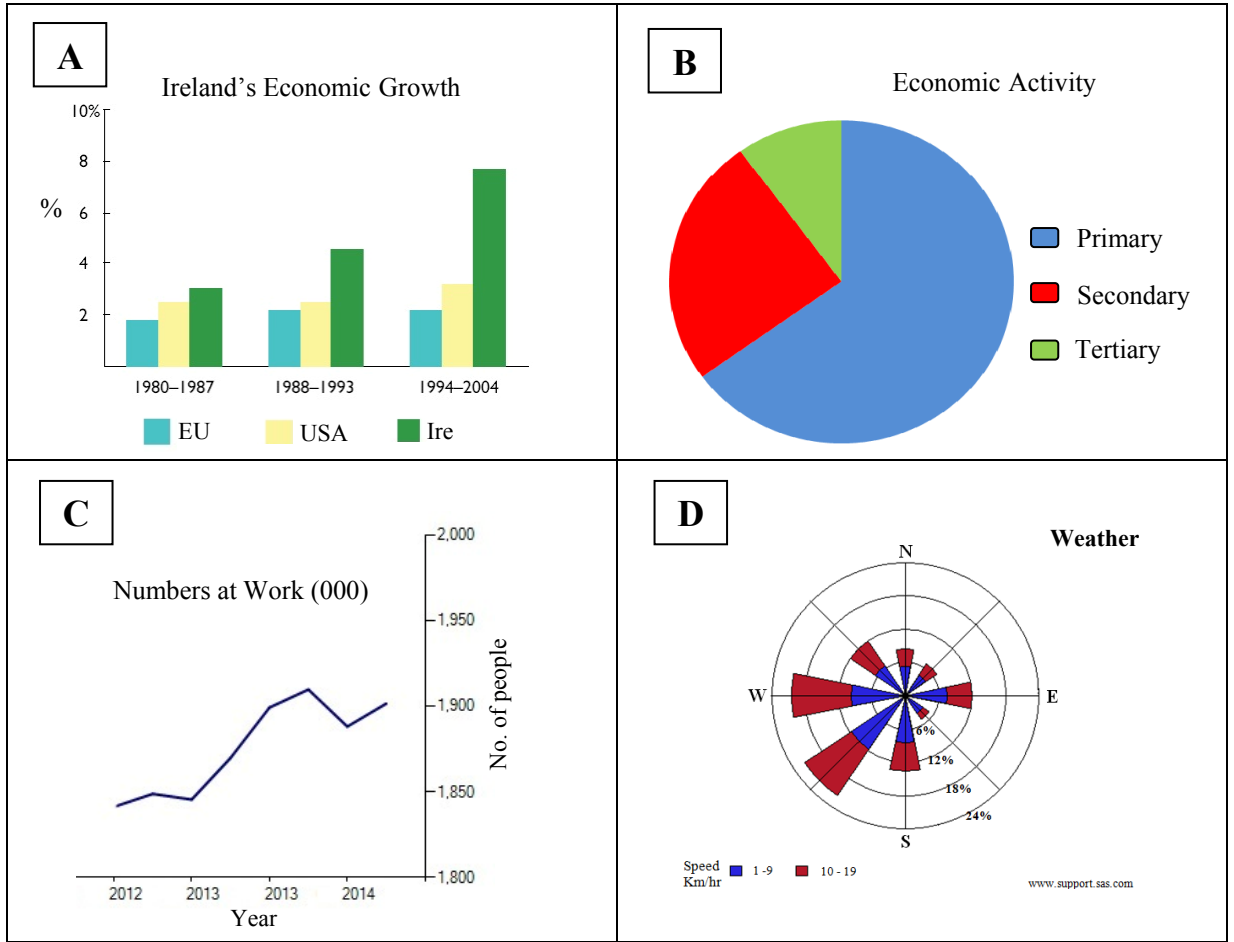 A
Ireland's Economic Growth
10%
8
%
6
4
2
1980–1987
1988–1993
1994–2004
EU
USA
Ire
B
Economic Activity
Primary
Secondary
Tertiary
C
Numbers at Work (000)
2,000
1,950
1,900
1,850
1,800
No. of people
2012
2013
2013
2014
Year
D
Weather
N
W
E
S
6%
12%
18%
24%
Speed
Km/hr
1 -9
10 - 19
www.support.sas.com